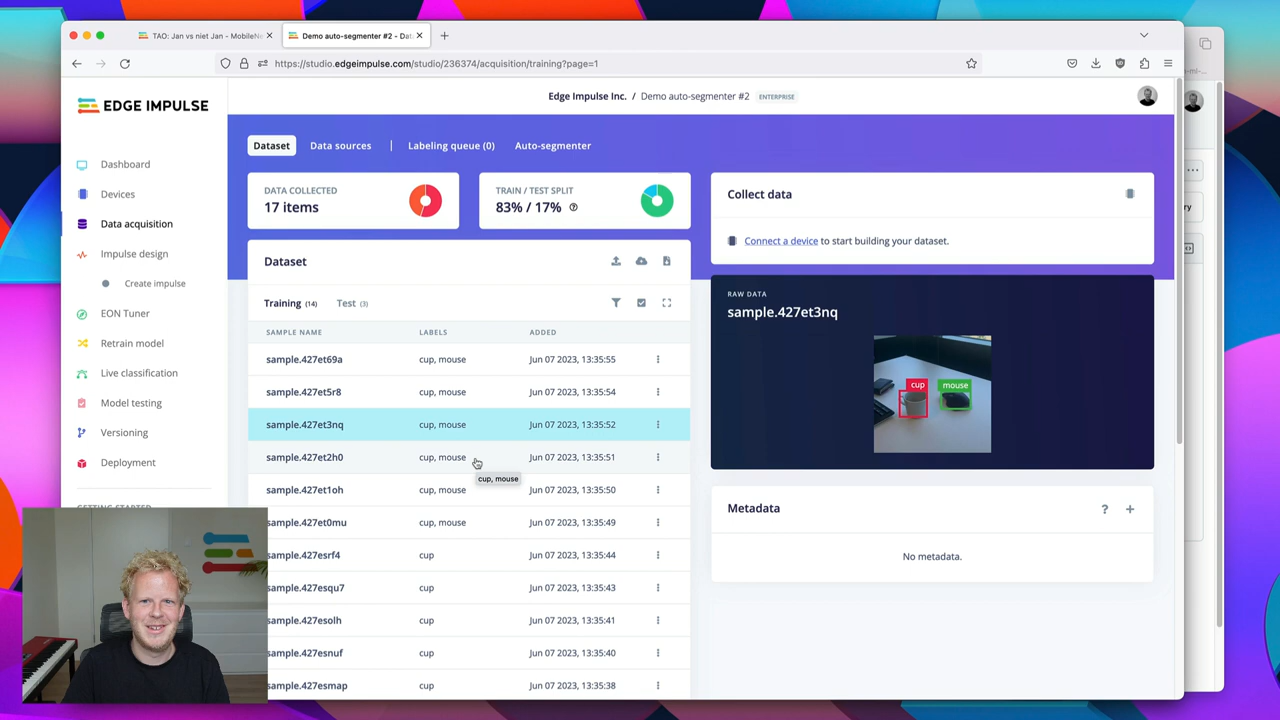 TAO: Jan vs niet Jan - MobileNe
Demo auto-segmenter #2 - Dat
https://studio.edgeimpulse.com/studio/236374/acquisition/training?page=1
EDGE IMPULSE
Edge Impulse Inc. / Demo auto-segmenter #2 ENTERPRISE
Dashboard
Devices
Data acquisition
Impulse design
Create impulse
EON Tuner
Retrain model
Live classification
Model testing
Versioning
Deployment
GETTING STARTED
Dataset
Data sources
Labeling queue (0)
Auto-segmenter
DATA COLLECTED
17 items
TRAIN / TEST SPLIT
83% / 17%
Dataset
Training (14) Test (3)
SAMPLE NAME LABELS ADDED
sample.427et69a cup, mouse Jun 07 2023, 13:35:55
sample.427et5r8 cup, mouse Jun 07 2023, 13:35:54
sample.427et3nq cup, mouse Jun 07 2023, 13:35:52
sample.427et2h0 cup, mouse Jun 07 2023, 13:35:51
cup, mouse
sample.427et1oh cup, mouse Jun 07 2023, 13:35:50
sample.427et0mu cup, mouse Jun 07 2023, 13:35:49
sample.427esrf4 cup Jun 07 2023, 13:35:44
sample.427esqu7 cup Jun 07 2023, 13:35:43
sample.427esolh cup Jun 07 2023, 13:35:41
sample.427esnuf cup Jun 07 2023, 13:35:40
sample.427esmap cup Jun 07 2023, 13:35:38
Collect data
Connect a device to start building your dataset.
RAW DATA
sample.427et3nq
cup mouse
Metadata
?
No metadata.